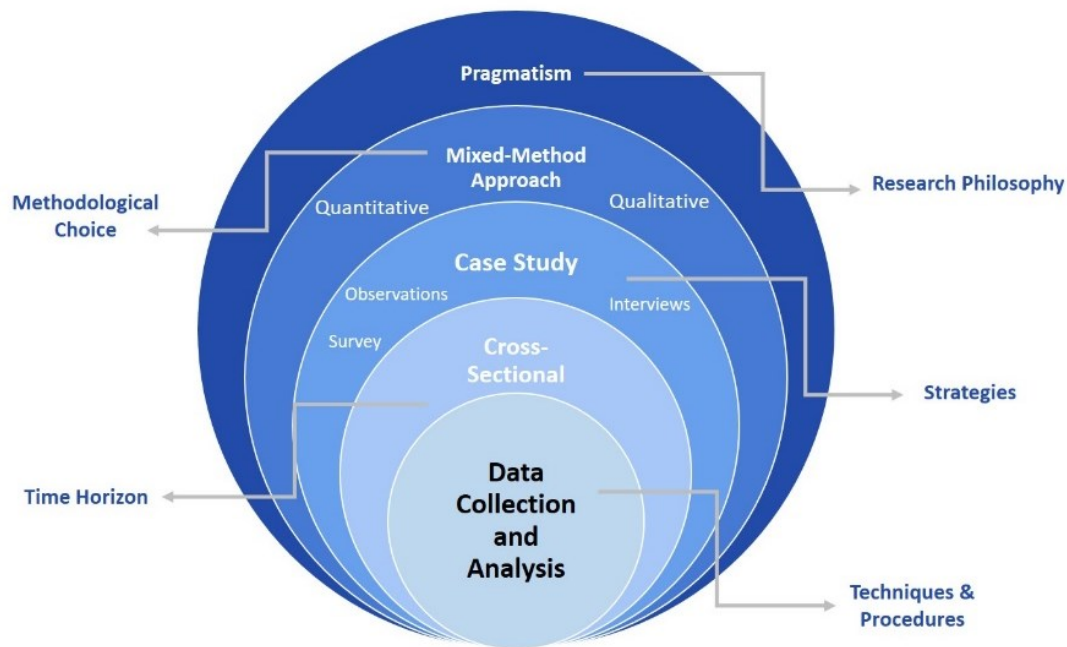 Pragmatism
Mixed-Method
Approach
Quantitative
Qualitative
Case Study
Observations
Interviews
Survey
Cross-
Sectional
Data
Collection
and
Analysis
Methodological
Choice
Time Horizon
Research Philosophy
Strategies
Techniques &
Procedures